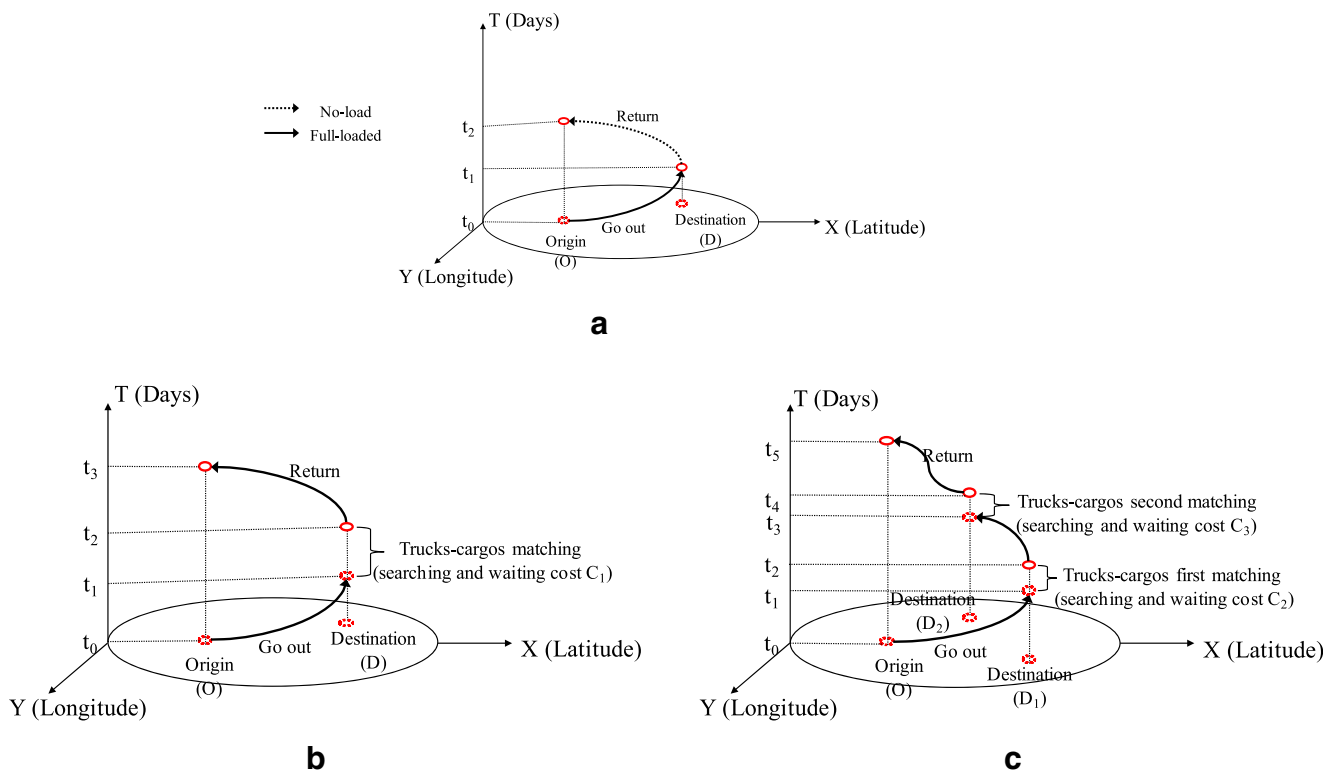 T (Days)
No-load
Full-loaded
Return
t2
t1
t0
Go out
Origin
(O)
Destination
(D)
X (Latitude)
Y (Longitude)
a
T (Days)
t3
Return
t2
Trucks-cargos matching
(searching and waiting cost C1)
t1
t0
Go out
Origin
(O)
Destination
(D)
X (Latitude)
Y (Longitude)
b
T (Days)
t5
Return
t4
Trucks-cargos second matching
(searching and waiting cost C3)
t3
t2
Trucks-cargos first matching
(searching and waiting cost C2)
t1
Destination
(D2)
t0
Go out
Origin
(O)
Destination
(D1)
X (Latitude)
Y (Longitude)
c